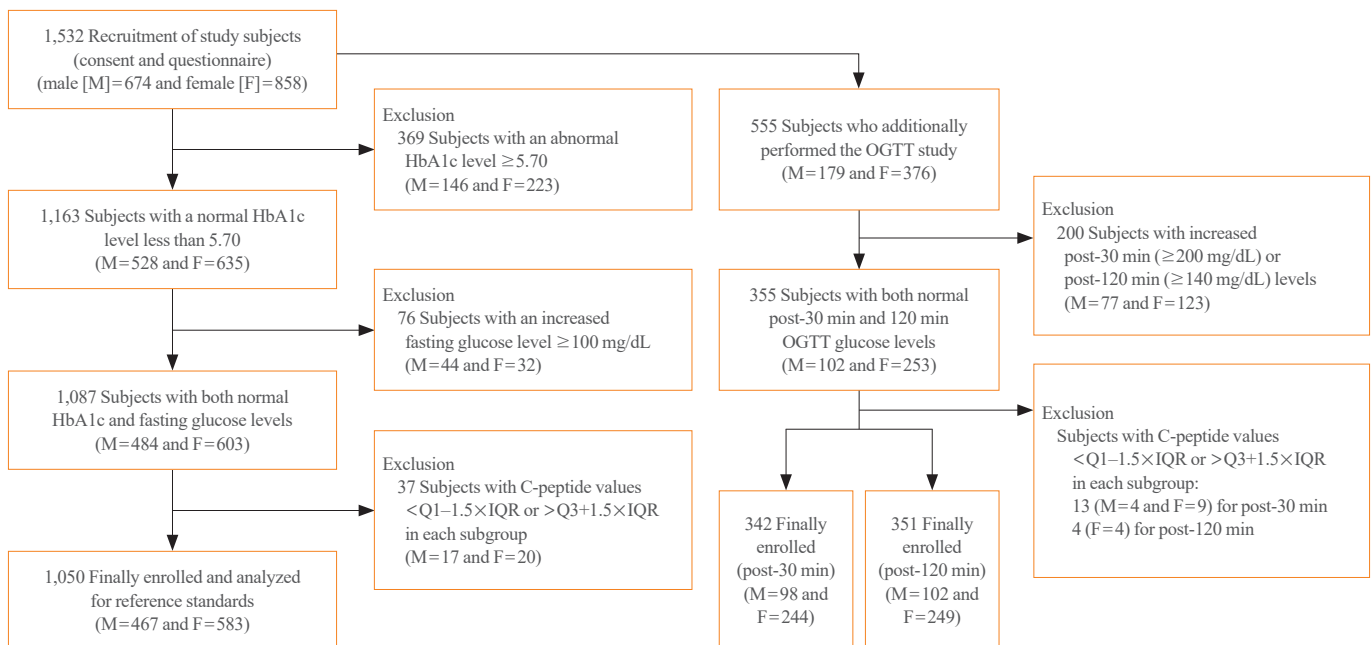 1,532 Recruitment of study subjects
(consent and questionnaire)
(male [M]=674 and female [F]=858)
Exclusion
369 Subjects with an abnormal
HbA1c level ≥5.70
(M=146 and F=223)
1,163 Subjects with a normal HbA1c
level less than 5.70
(M=528 and F=635)
Exclusion
76 Subjects with an increased
fasting glucose level ≥100 mg/dL
(M=44 and F=32)
1,087 Subjects with both normal
HbA1c and fasting glucose levels
(M=484 and F=603)
Exclusion
37 Subjects with C-peptide values
<Q1–1.5×IQR or >Q3+1.5×IQR
in each subgroup
(M=17 and F=20)
1,050 Finally enrolled and analyzed
for reference standards
(M=467 and F=583)
555 Subjects who additionally
performed the OGTT study
(M=179 and F=376)
Exclusion
200 Subjects with increased
post-30 min (≥200 mg/dL) or
post-120 min (≥140 mg/dL) levels
(M=77 and F=123)
355 Subjects with both normal
post-30 min and 120 min
OGTT glucose levels
(M=102 and F=253)
Exclusion
Subjects with C-peptide values
<Q1–1.5×IQR or >Q3+1.5×IQR
in each subgroup:
13 (M=4 and F=9) for post-30 min
4 (F=4) for post-120 min
342 Finally
enrolled
(post-30 min)
(M=98 and
F=244)
351 Finally
enrolled
(post-120 min)
(M=102 and
F=249)